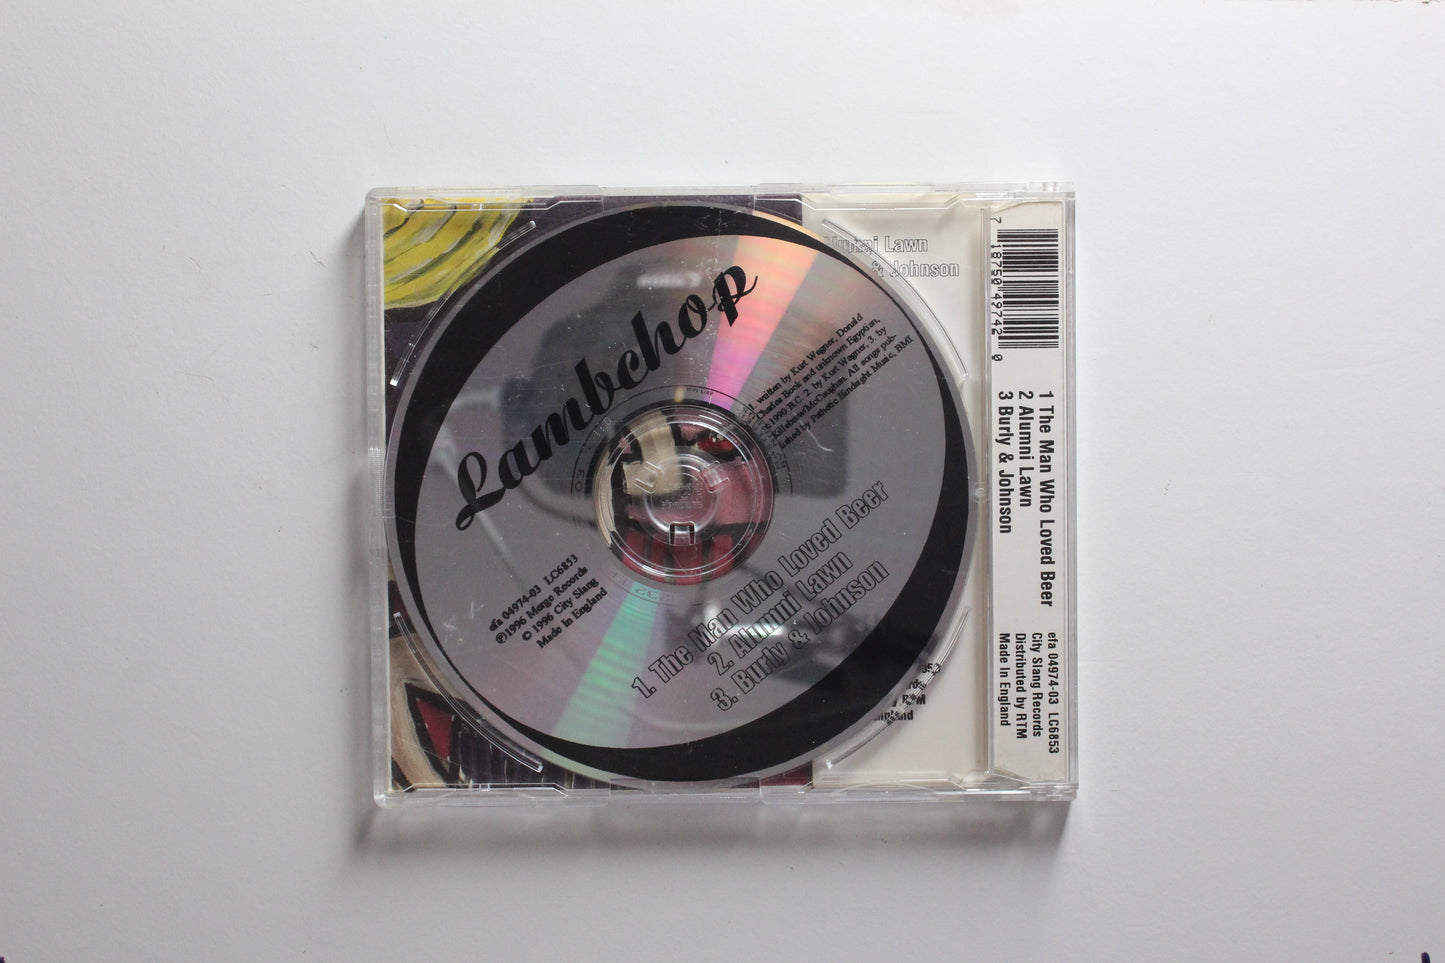 Lambchop
1. written by Kurt Wagner, Donald
Charles Book and unknown Egyptian,
1990 B.C. 2. by Kurt Wagner, 3. by
Killebrew/McCaughan. All songs pub-
lished by Pathetic Hindsight Music, BMI
efa 04974-03 LC6853
℗1996 Merge Records
© 1996 City Slang
Made In England
1. The Man Who Loved Beer
2. Alumni Lawn
3. Burly & Johnson
Alumni Lawn
& Johnson
7 18750 49742 0
1 The Man Who Loved Beer
2 Alumni Lawn
3 Burly & Johnson
efa 04974-03 LC6853
City Slang Records
Distributed by RTM
Made In England